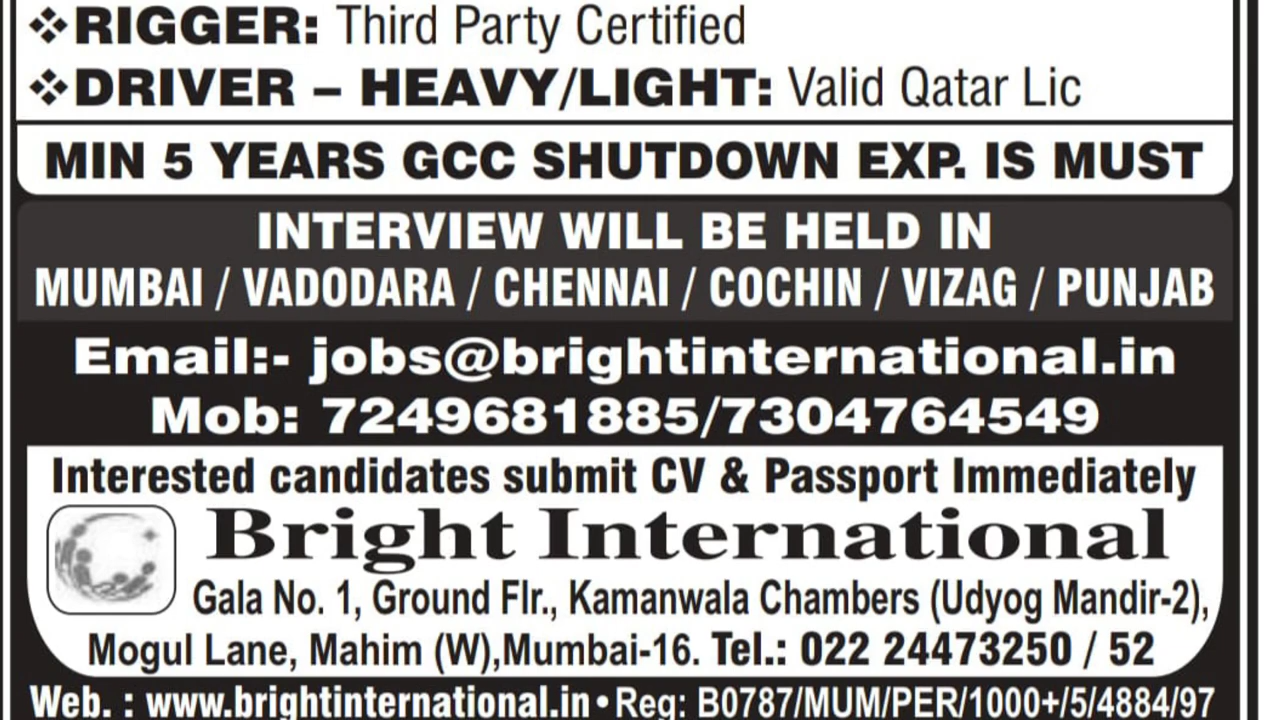 ❖RIGGER: Third Party Certified
❖DRIVER – HEAVY/LIGHT: Valid Qatar Lic
MIN 5 YEARS GCC SHUTDOWN EXP. IS MUST
INTERVIEW WILL BE HELD IN
MUMBAI / VADODARA / CHENNAI / COCHIN / VIZAG / PUNJAB
Email:- jobs@brightinternational.in
Mob: 7249681885/7304764549
Interested candidates submit CV & Passport Immediately
Bright International
Gala No. 1, Ground Flr., Kamanwala Chambers (Udyog Mandir-2),
Mogul Lane, Mahim (W),Mumbai-16. Tel.: 022 24473250 / 52
Web. : www.brightinternational.in • Reg: B0787/MUM/PER/1000+/5/4884/97